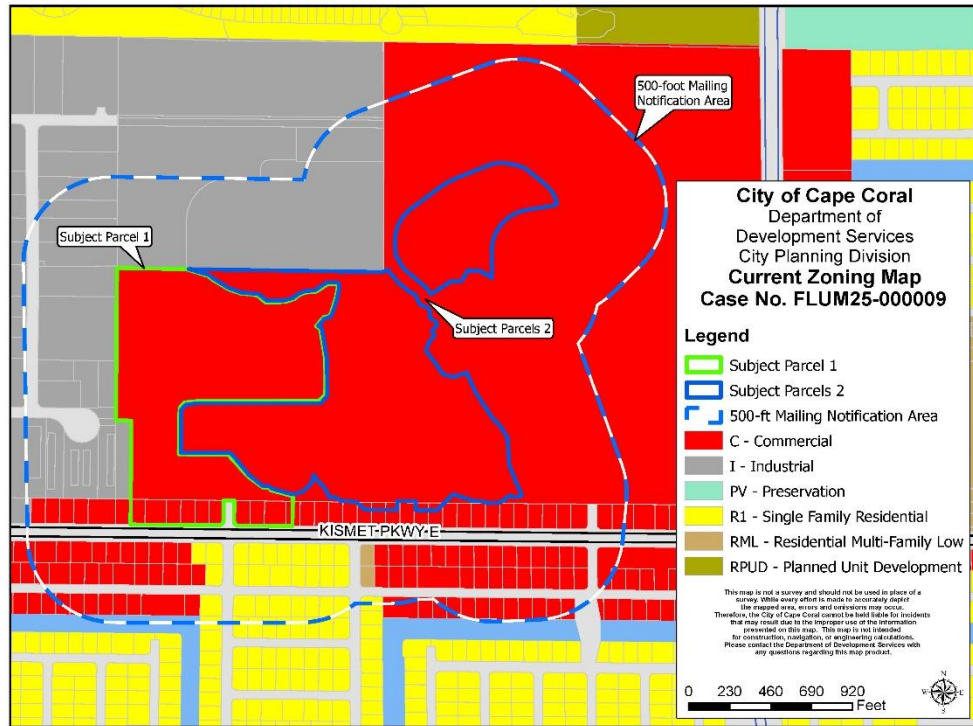 500-foot Mailing
Notification Area
Subject Parcel 1
Subject Parcels 2
KISMET PKWY E
City of Cape Coral
Department of
Development Services
City Planning Division
Current Zoning Map
Case No. FLUM25-000009
Legend
Subject Parcel 1
Subject Parcels 2
500-ft Mailing Notification Area
C - Commercial
I - Industrial
PV - Preservation
R1 - Single Family Residential
RML - Residential Multi-Family Low
RPUD - Planned Unit Development
This map is not a survey and should not be used in place of a
survey. While every effort is made to accurately depict
the mapped area, errors and omissions may occur.
Therefore, the City of Cape Coral cannot be held liable for incidents
that may result due to the improper use of the information
presented on this map. This map is not intended
for construction, navigation, or engineering calculations.
Please contact the Department of Development Services with
any questions regarding this map product.
0 230 460 690 920
Feet
N
W E
S